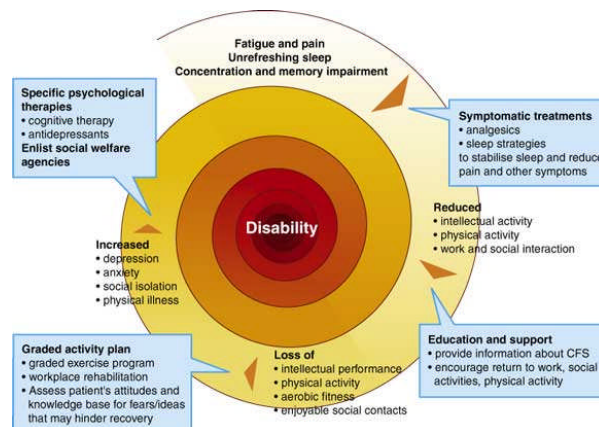 Fatigue and pain
Unrefreshing sleep
Concentration and memory impairment
Specific psychological
therapies
• cognitive therapy
• antidepressants
Enlist social welfare
agencies
Symptomatic treatments
• analgesics
• sleep strategies
to stabilise sleep and reduce
pain and other symptoms
Reduced
• intellectual activity
• physical activity
• work and social interaction
Disability
Increased
• depression
• anxiety
• social isolation
• physical illness
Education and support
• provide information about CFS
• encourage return to work, social
activities, physical activity
Graded activity plan
• graded exercise program
• workplace rehabilitation
• Assess patient's attitudes and
knowledge base for fears/ideas
that may hinder recovery
Loss of
• intellectual performance
• physical activity
• aerobic fitness
• enjoyable social contacts